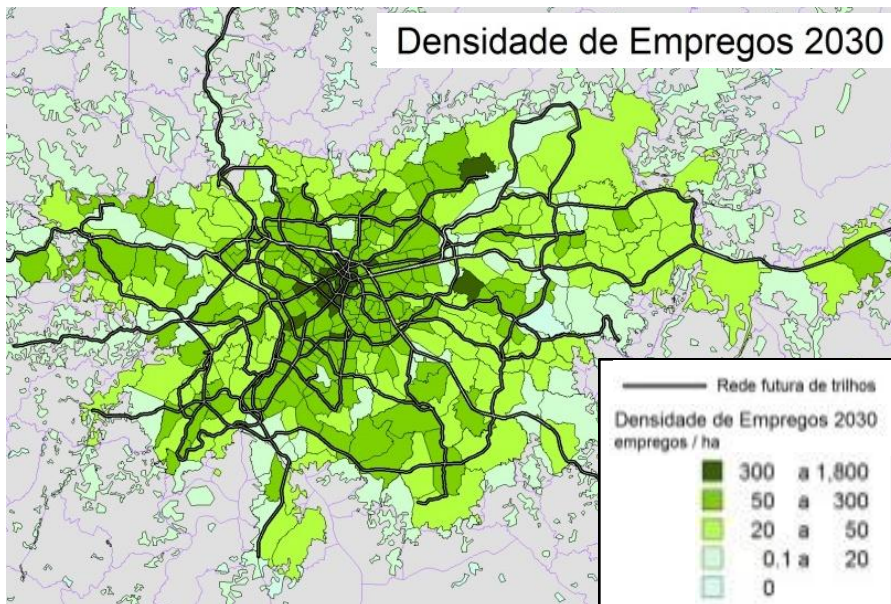 Densidade de Empregos 2030
Rede futura de trilhos
Densidade de Empregos 2030
empregos / ha
300 a 1,800
50 a 300
20 a 50
0.1 a 20
0